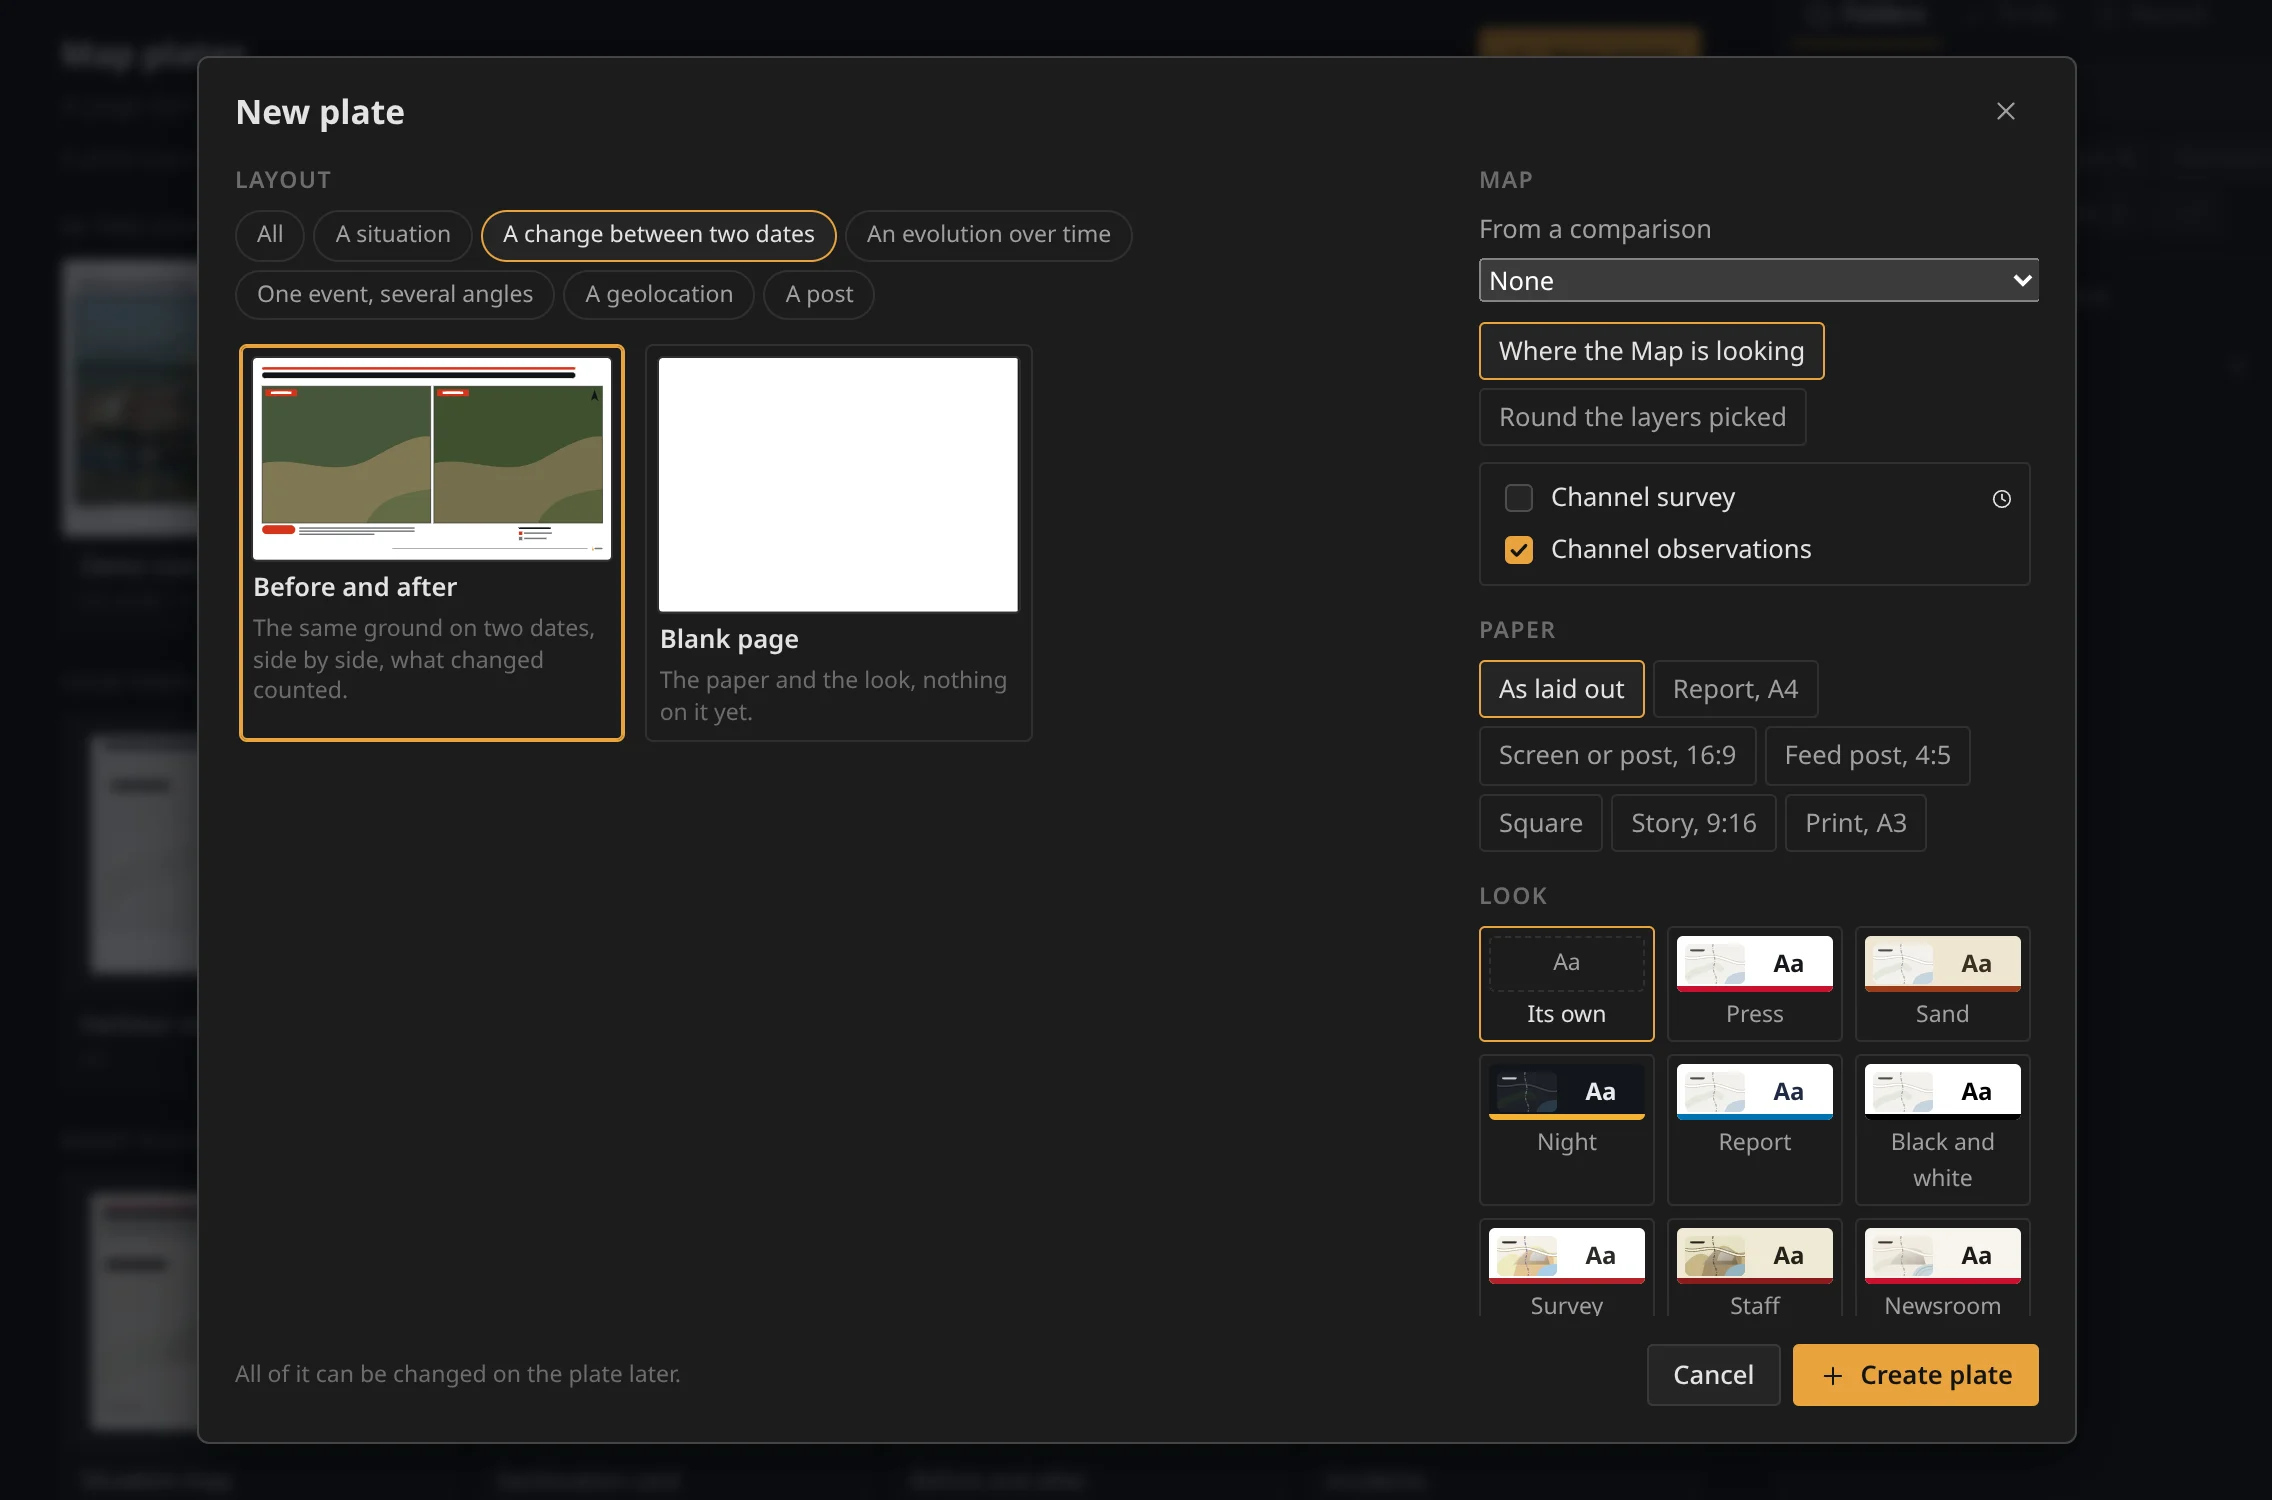 New plate
LAYOUT
All
A situation
A change between two dates
An evolution over time
One event, several angles
A geolocation
A post
Before and after
The same ground on two dates,
side by side, what changed
counted.
Blank page
The paper and the look, nothing
on it yet.
MAP
From a comparison
None
Where the Map is looking
Round the layers picked
Channel survey
Channel observations
PAPER
As laid out
Report, A4
Screen or post, 16:9
Feed post, 4:5
Square
Story, 9:16
Print, A3
LOOK
Aa
Its own
Aa
Press
Aa
Sand
Aa
Night
Aa
Report
Aa
Black and
white
Aa
Survey
Aa
Staff
Aa
Newsroom
All of it can be changed on the plate later.
Cancel
+ Create plate